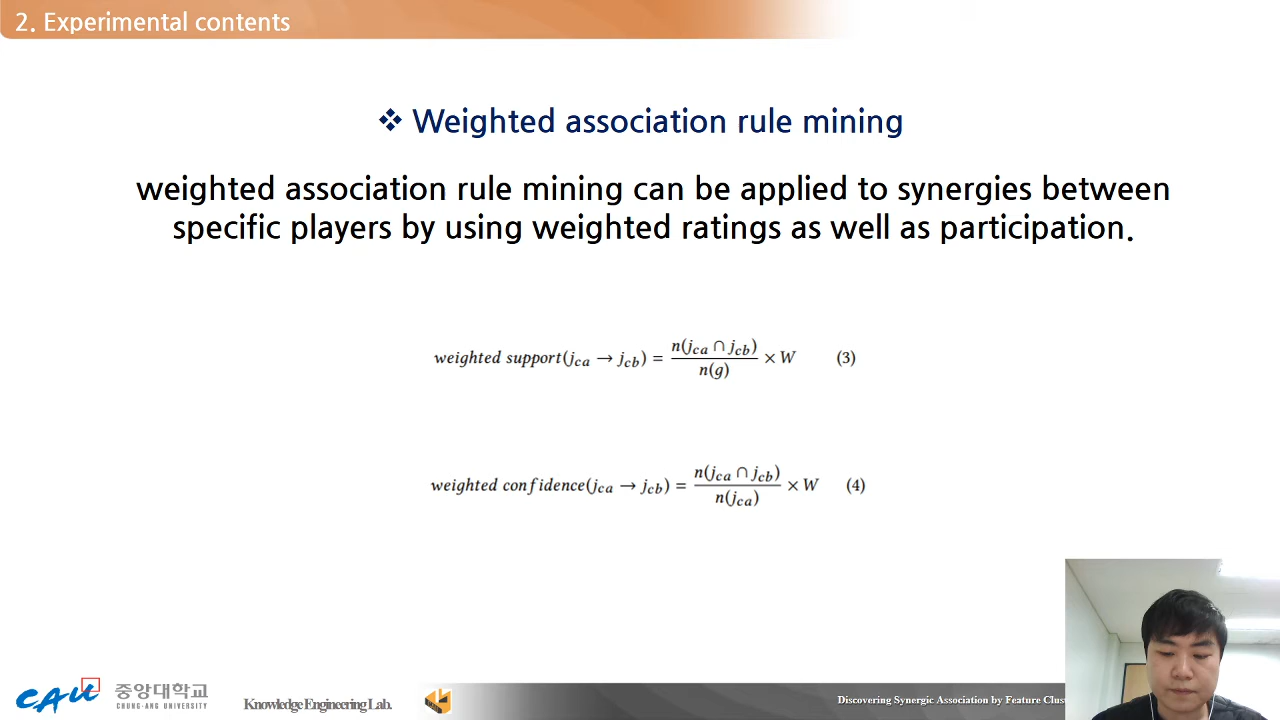 2. Experimental contents
❖ Weighted association rule mining
weighted association rule mining can be applied to synergies between
specific players by using weighted ratings as well as participation.
weighted support(j_ca → j_cb) = n(j_ca ∩ j_cb) / n(g) × W (3)
weighted confidence(j_ca → j_cb) = n(j_ca ∩ j_cb) / n(j_ca) × W (4)
CAU 중앙대학교
CHUNG-ANG UNIVERSITY
Knowledge Engineering Lab.
Discovering Synergic Association by Feature Clus